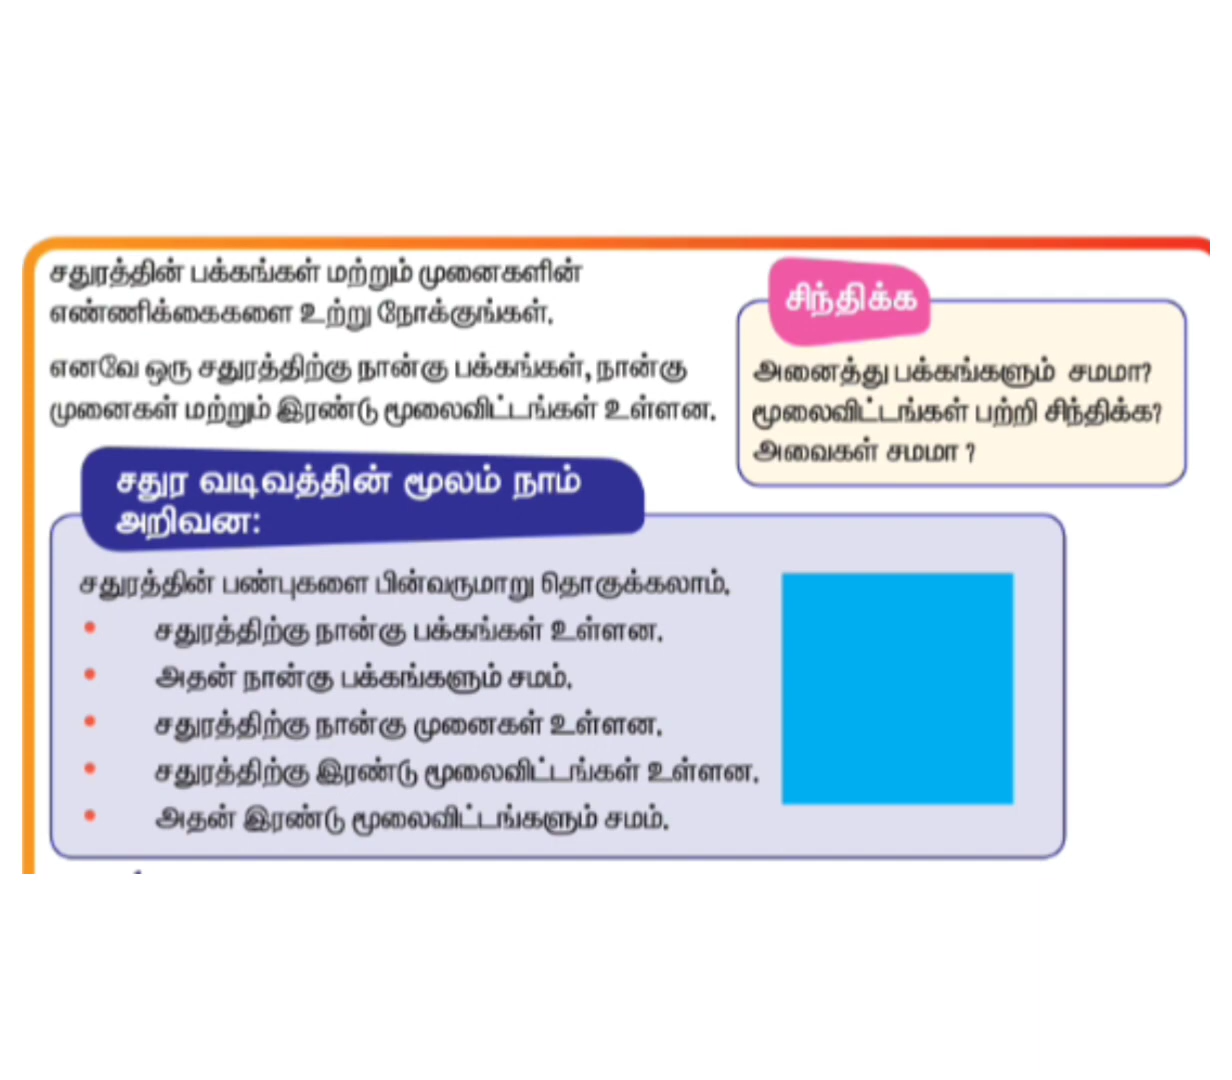 சதுரத்தின் பக்கங்கள் மற்றும் முனைகளின்
எண்ணிக்கைகளை உற்று நோக்குங்கள்.
எனவே ஒரு சதுரத்திற்கு நான்கு பக்கங்கள், நான்கு
முனைகள் மற்றும் இரண்டு மூலைவிட்டங்கள் உள்ளன.
சிந்திக்க
அனைத்து பக்கங்களும் சமமா?
மூலைவிட்டங்கள் பற்றி சிந்திக்க?
அவைகள் சமமா ?
சதுர வடிவத்தின் மூலம் நாம்
அறிவன:
சதுரத்தின் பண்புகளை பின்வருமாறு தொகுக்கலாம்.
• சதுரத்திற்கு நான்கு பக்கங்கள் உள்ளன.
• அதன் நான்கு பக்கங்களும் சமம்.
• சதுரத்திற்கு நான்கு முனைகள் உள்ளன.
• சதுரத்திற்கு இரண்டு மூலைவிட்டங்கள் உள்ளன.
• அதன் இரண்டு மூலைவிட்டங்களும் சமம்.